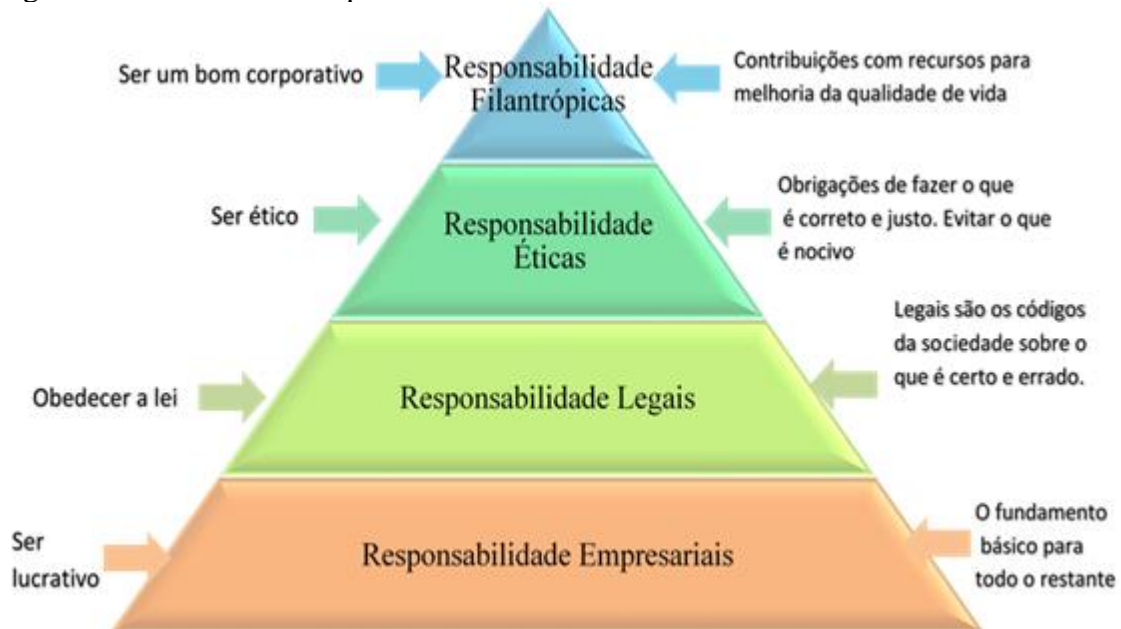 Ser um bom corporativo
Responsabilidade
Filantrópicas
Contribuições com recursos para
melhoria da qualidade de vida
Ser ético
Responsabilidade
Éticas
Obrigações de fazer o que
é correto e justo. Evitar o que
é nocivo
Obedecer a lei
Responsabilidade Legais
Legais são os códigos
da sociedade sobre o
que é certo e errado.
Ser
lucrativo
Responsabilidade Empresariais
O fundamento
básico para
todo o restante